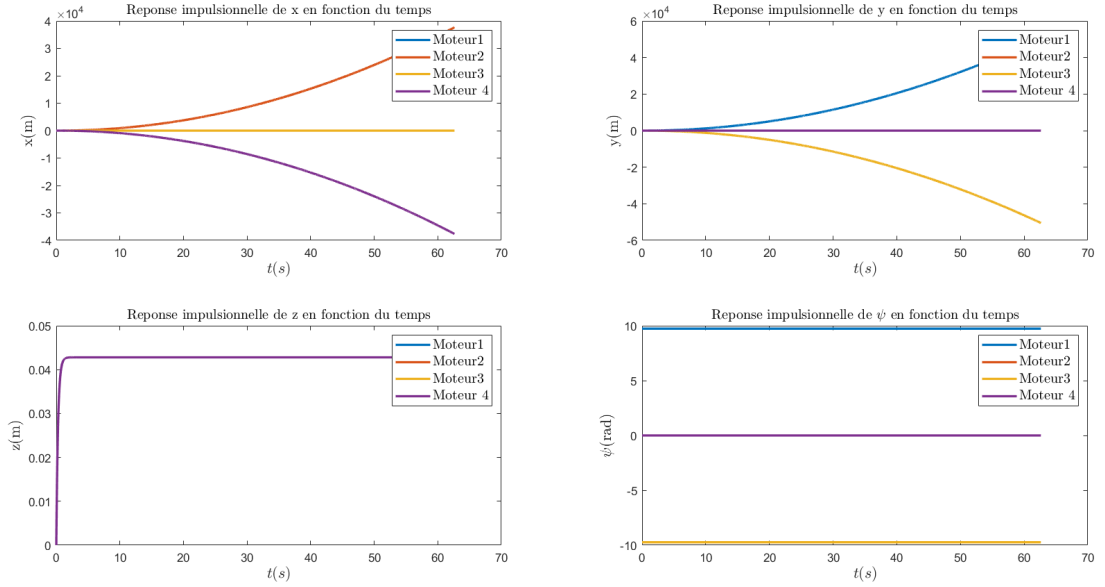 Reponse impulsionnelle de x en fonction du temps
×10⁴
4
3
2
1
0
-1
-2
-3
-4
x(m)
0 10 20 30 40 50 60 70
t(s)
Moteur1
Moteur2
Moteur3
Moteur 4
Reponse impulsionnelle de y en fonction du temps
×10⁴
6
4
2
0
-2
-4
-6
y(m)
0 10 20 30 40 50 60 70
t(s)
Moteur1
Moteur2
Moteur3
Moteur 4
Reponse impulsionnelle de z en fonction du temps
0.05
0.04
0.03
0.02
0.01
0
z(m)
0 10 20 30 40 50 60 70
t(s)
Moteur1
Moteur2
Moteur3
Moteur 4
Reponse impulsionnelle de ψ en fonction du temps
10
5
0
-5
-10
ψ(rad)
0 10 20 30 40 50 60 70
t(s)
Moteur1
Moteur2
Moteur3
Moteur 4